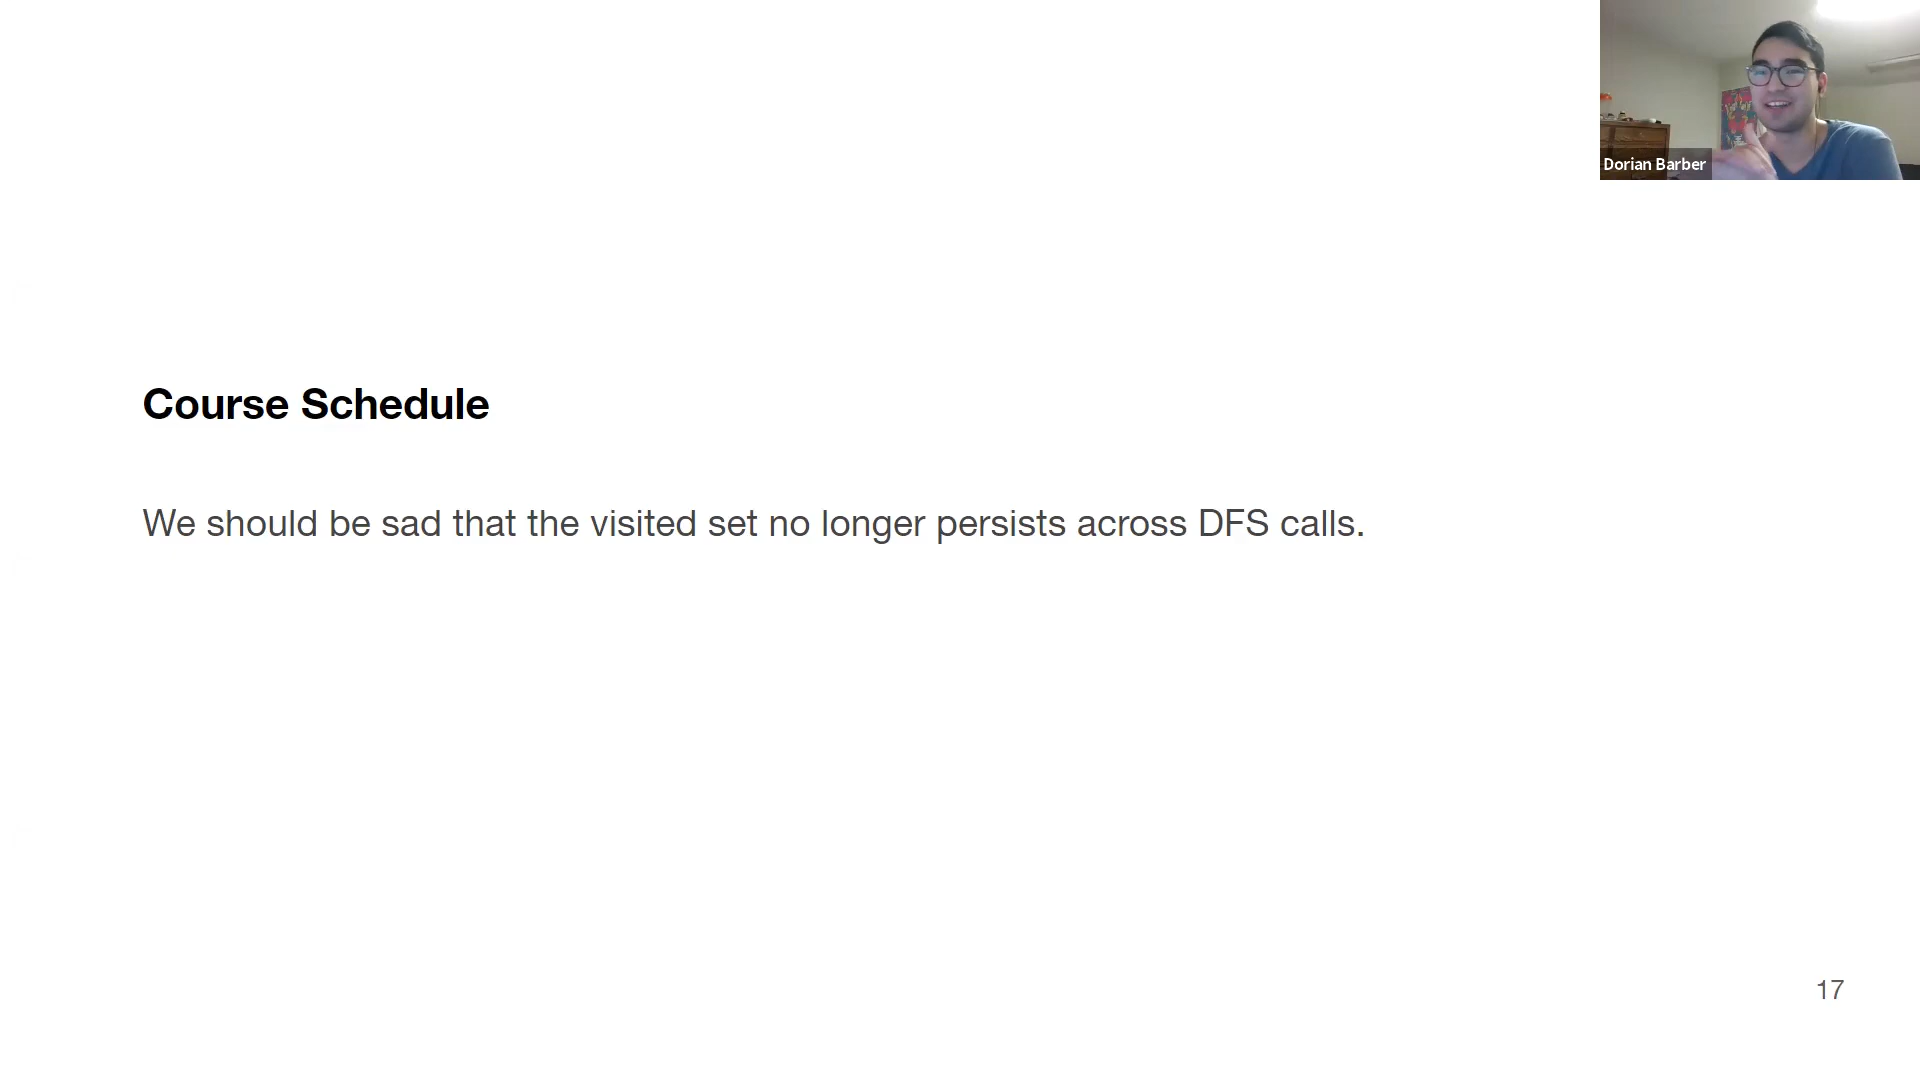 Dorian Barber
Course Schedule
We should be sad that the visited set no longer persists across DFS calls.
17